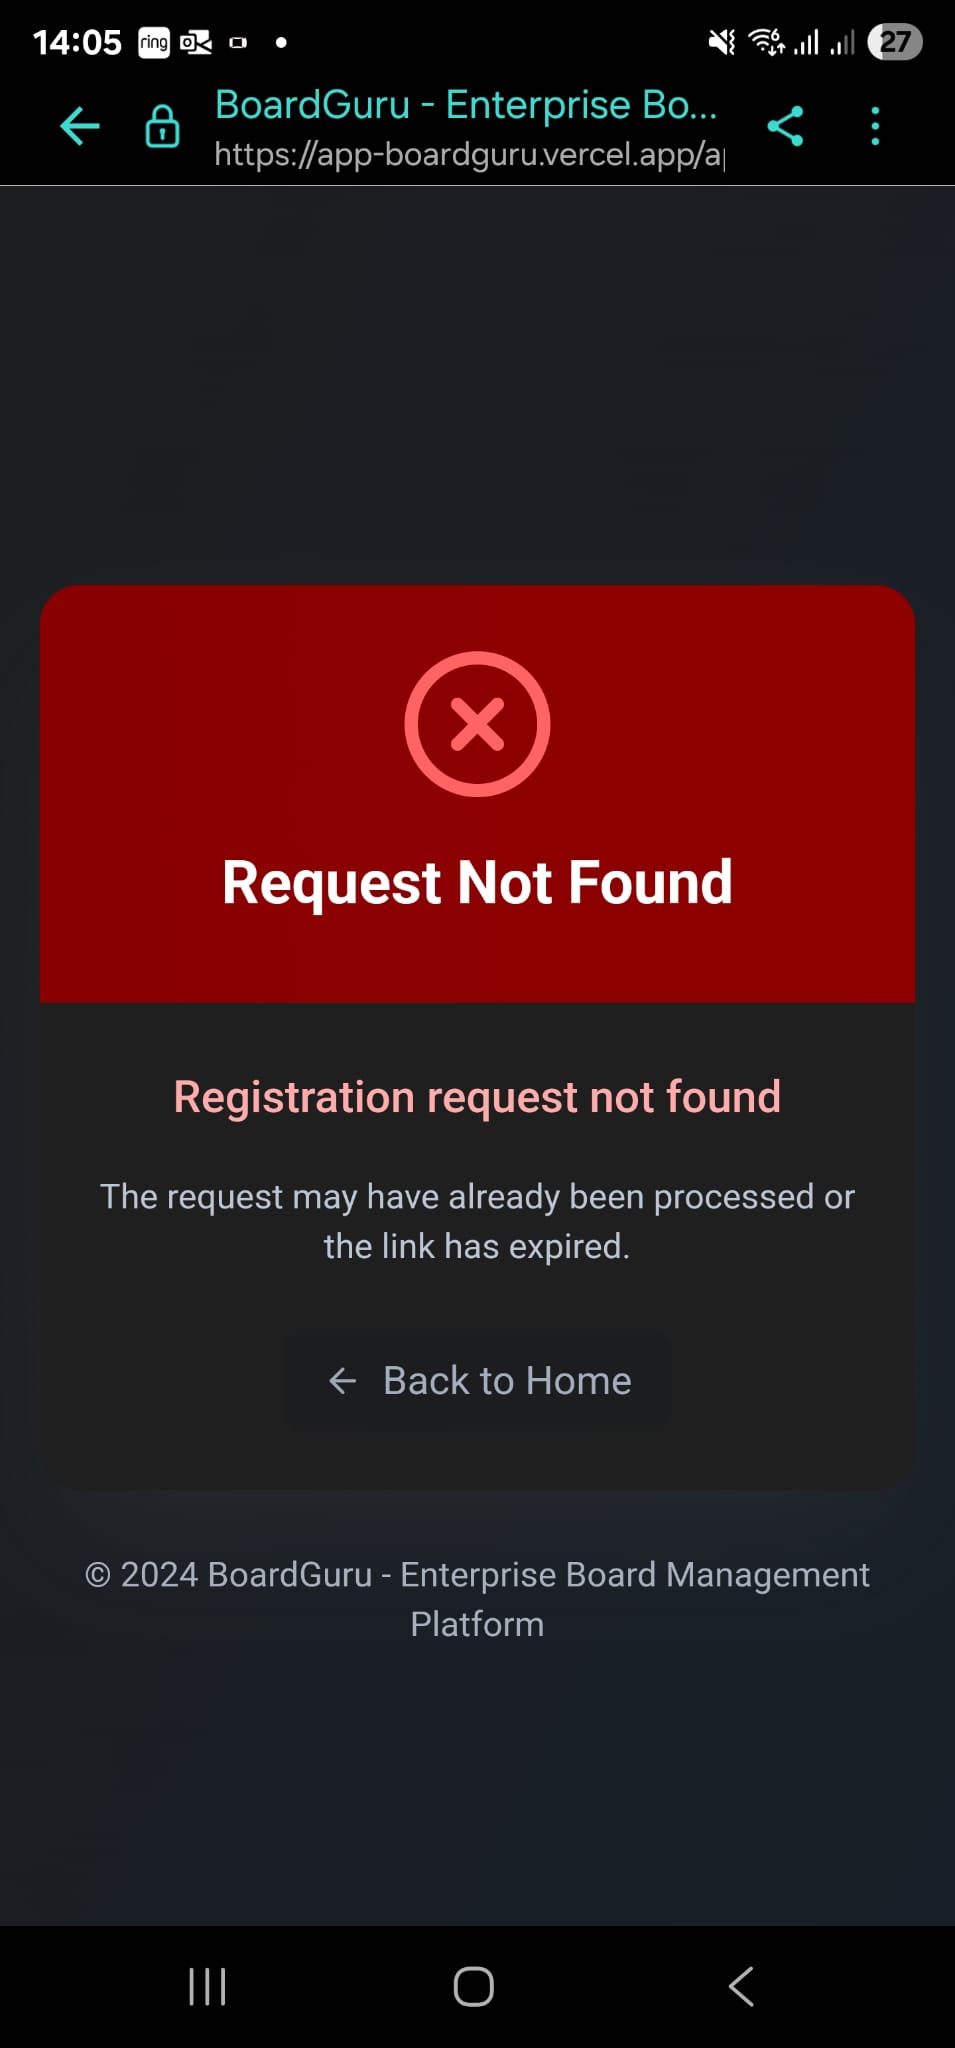 14:05 ring 27
BoardGuru - Enterprise Bo...
https://app-boardguru.vercel.app/a
Request Not Found
Registration request not found
The request may have already been processed or
the link has expired.
← Back to Home
© 2024 BoardGuru - Enterprise Board Management
Platform